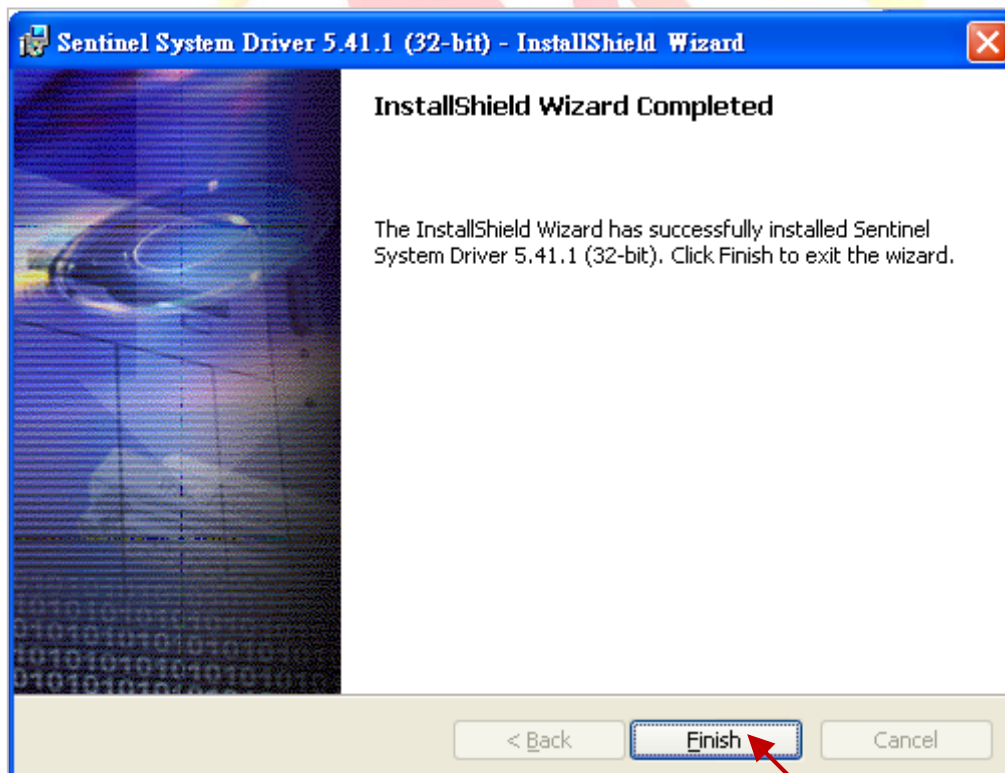 Sentinel System Driver 5.41.1 (32-bit) - InstallShield Wizard
InstallShield Wizard Completed
The InstallShield Wizard has successfully installed Sentinel
System Driver 5.41.1 (32-bit). Click Finish to exit the wizard.
< Back
Finish
Cancel